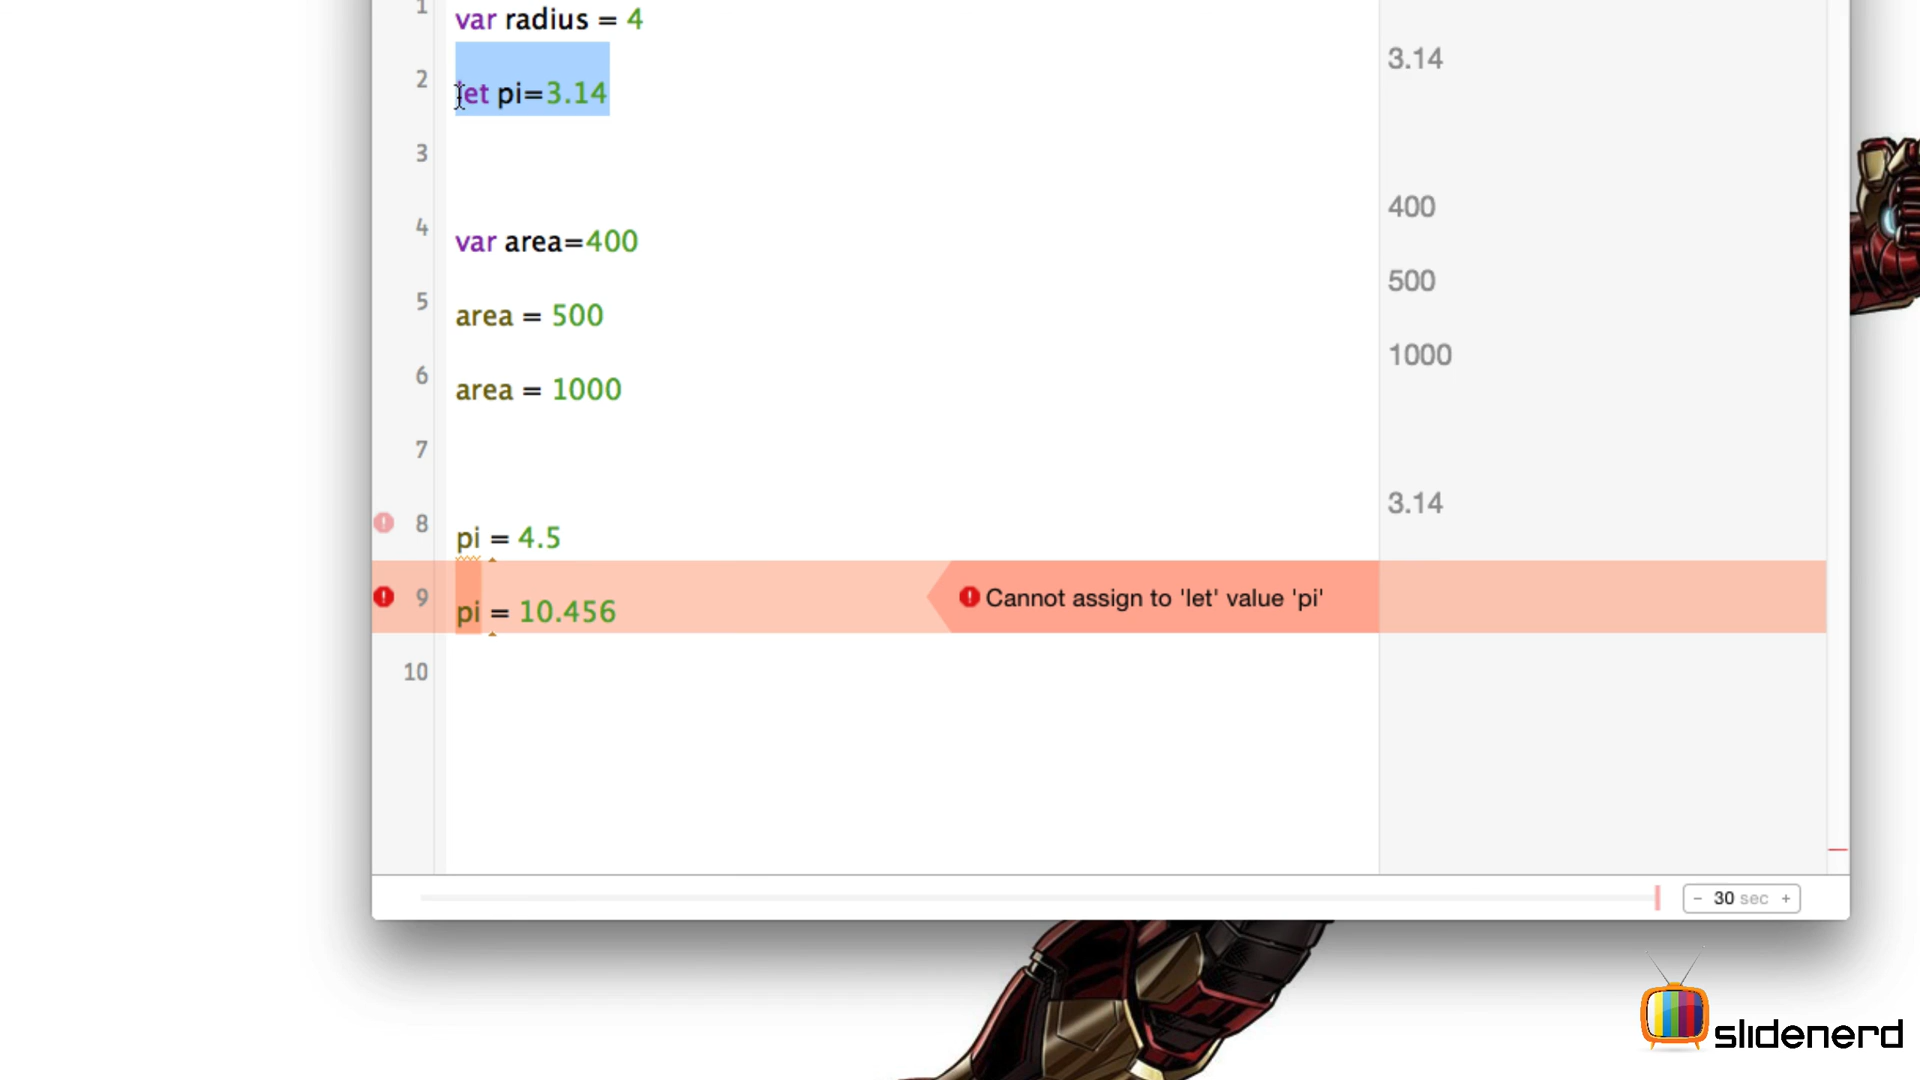 1
var radius = 4
3.14
2
let pi=3.14
3
400
4
var area=400
500
5
area = 500
1000
6
area = 1000
7
3.14
8
pi = 4.5
9
pi = 10.456
Cannot assign to 'let' value 'pi'
10
- 30 sec +
slidenerd